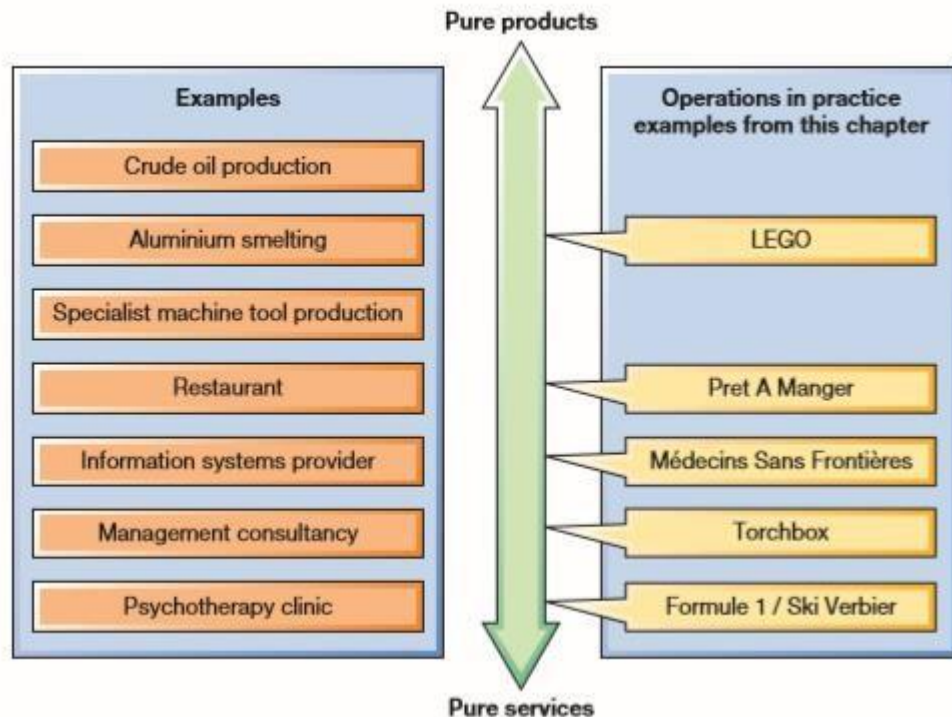 Pure products
Examples
Crude oil production
Aluminium smelting
Specialist machine tool production
Restaurant
Information systems provider
Management consultancy
Psychotherapy clinic
Operations in practice
examples from this chapter
LEGO
Pret A Manger
Médecins Sans Frontières
Torchbox
Formule 1 / Ski Verbier
Pure services